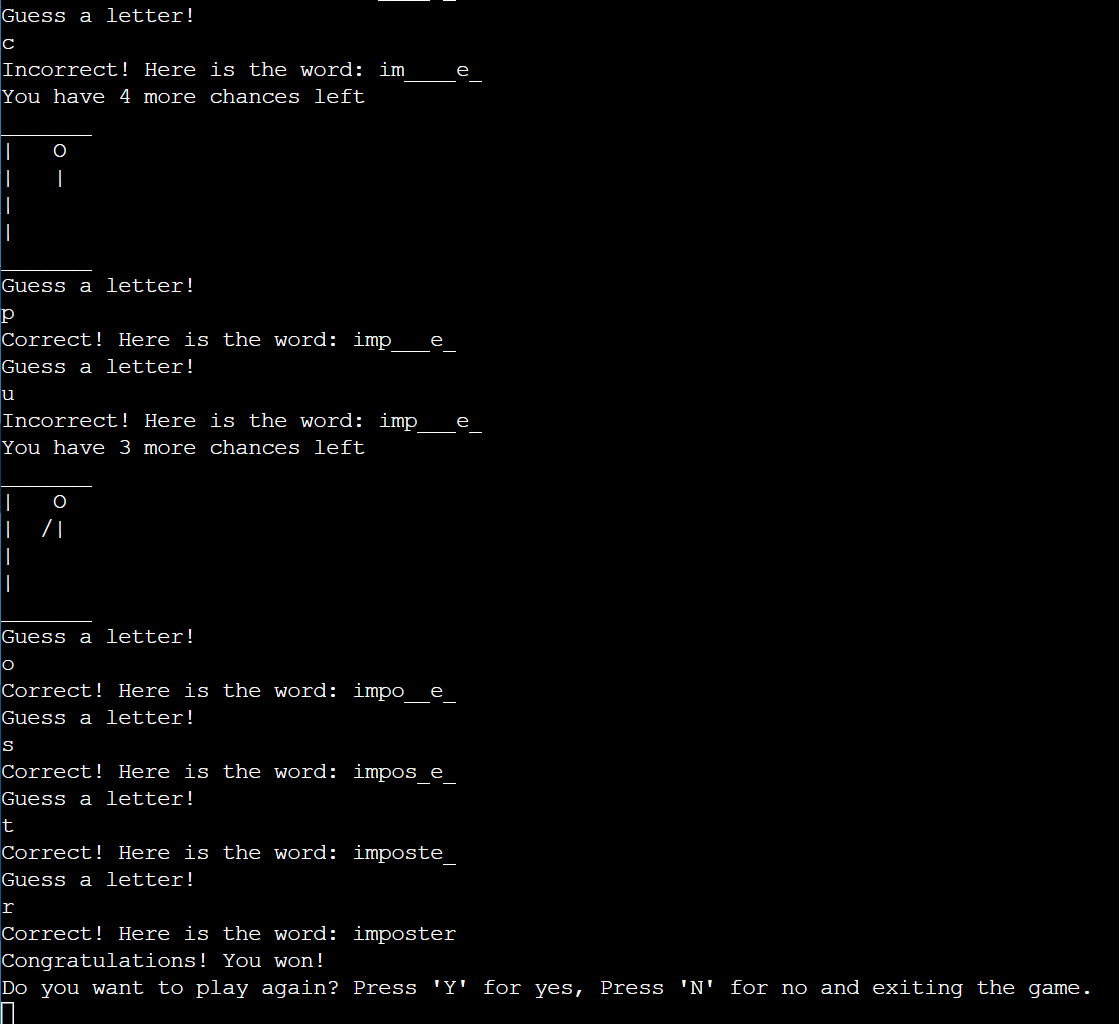 Guess a letter!
c
Incorrect! Here is the word: im____e_
You have 4 more chances left
_______
|   O
|   |
|
|
_______
Guess a letter!
p
Correct! Here is the word: imp___e_
Guess a letter!
u
Incorrect! Here is the word: imp___e_
You have 3 more chances left
_______
|   O
|  /|
|
|
_______
Guess a letter!
o
Correct! Here is the word: impo__e_
Guess a letter!
s
Correct! Here is the word: impos_e_
Guess a letter!
t
Correct! Here is the word: imposte_
Guess a letter!
r
Correct! Here is the word: imposter
Congratulations! You won!
Do you want to play again? Press 'Y' for yes, Press 'N' for no and exiting the game.